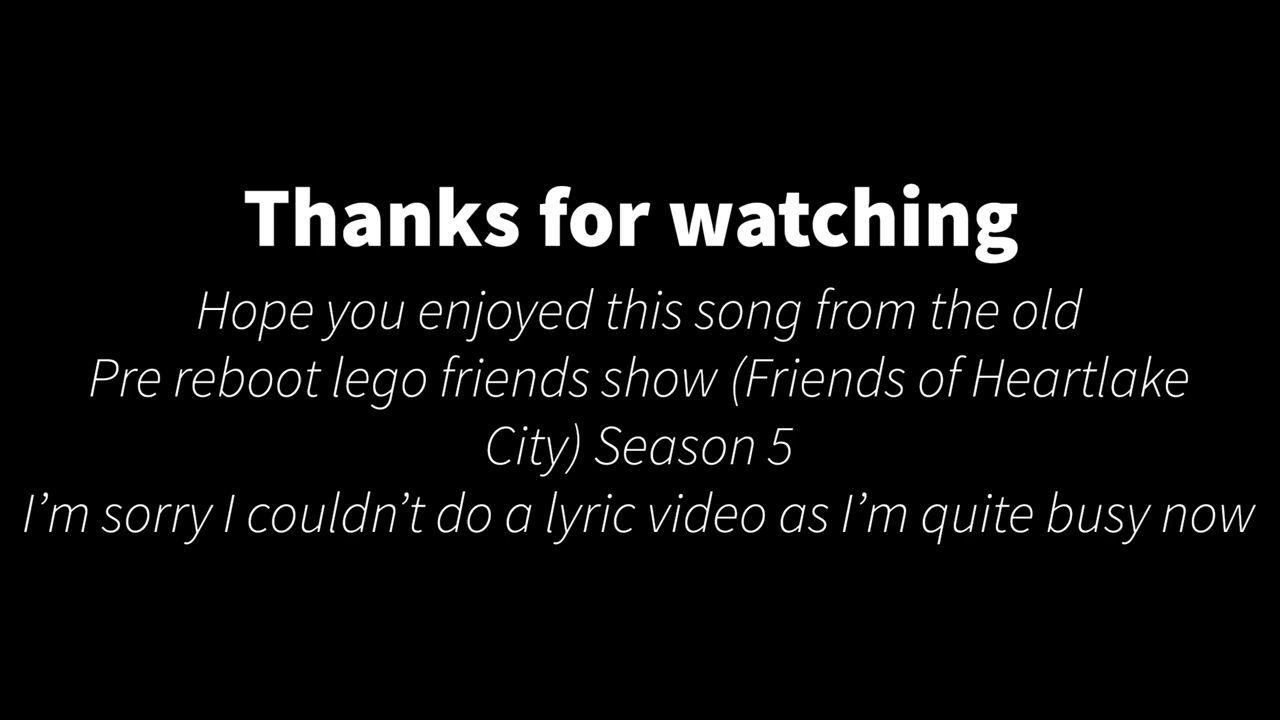 Thanks for watching
Hope you enjoyed this song from the old
Pre reboot lego friends show (Friends of Heartlake
City) Season 5
I’m sorry I couldn’t do a lyric video as I’m quite busy now